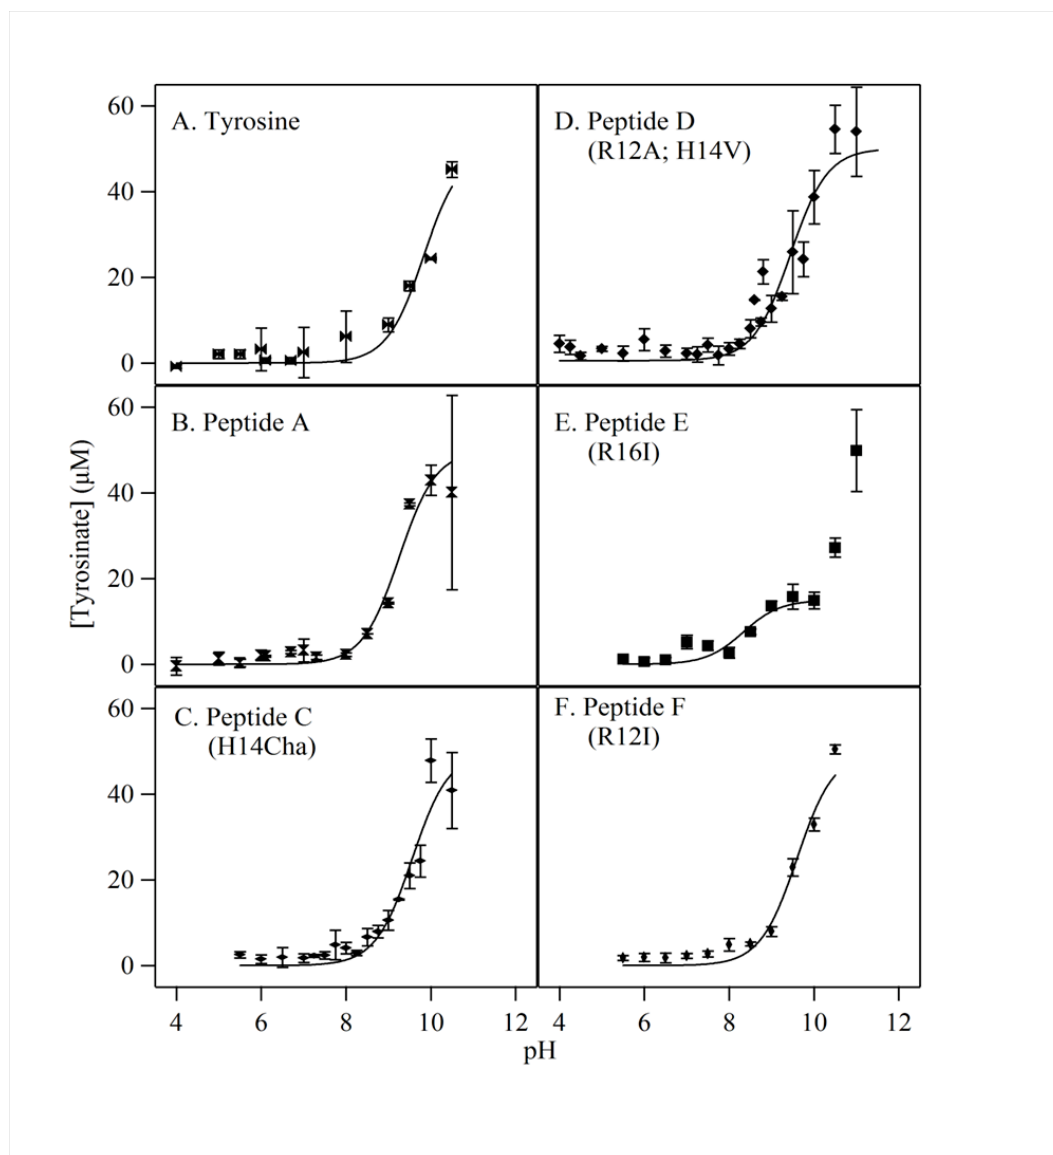 60
40
20
0
A. Tyrosine
D. Peptide D
(R12A; H14V)
[Tyrosinate] (μM)
60
40
20
0
B. Peptide A
E. Peptide E
(R16I)
60
40
20
0
C. Peptide C
(H14Cha)
F. Peptide F
(R12I)
4 6 8 10 12 4 6 8 10 12
pH